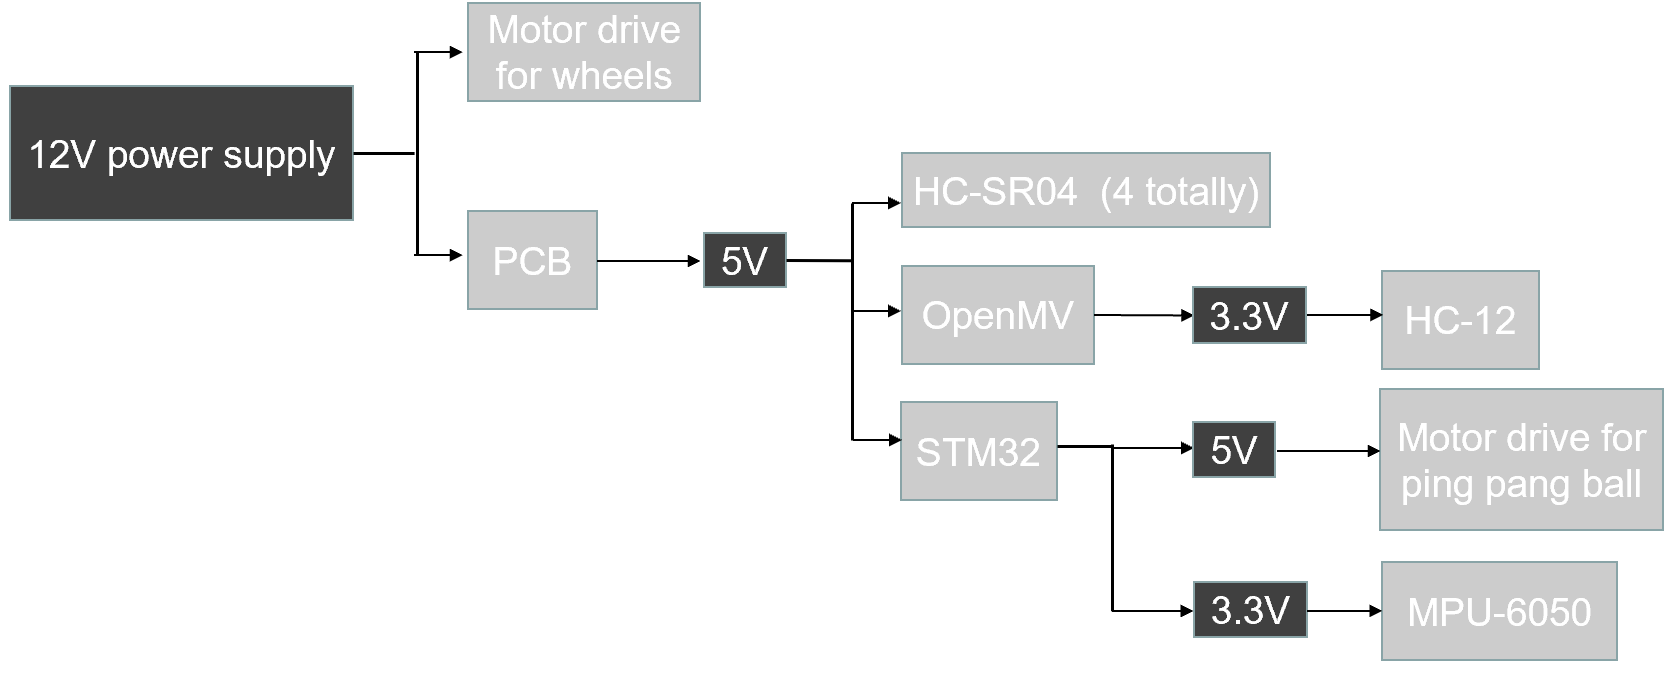 Motor drive
for wheels
12V power supply
HC-SR04  (4 totally)
PCB
5V
OpenMV
3.3V
HC-12
STM32
5V
Motor drive for
ping pang ball
3.3V
MPU-6050